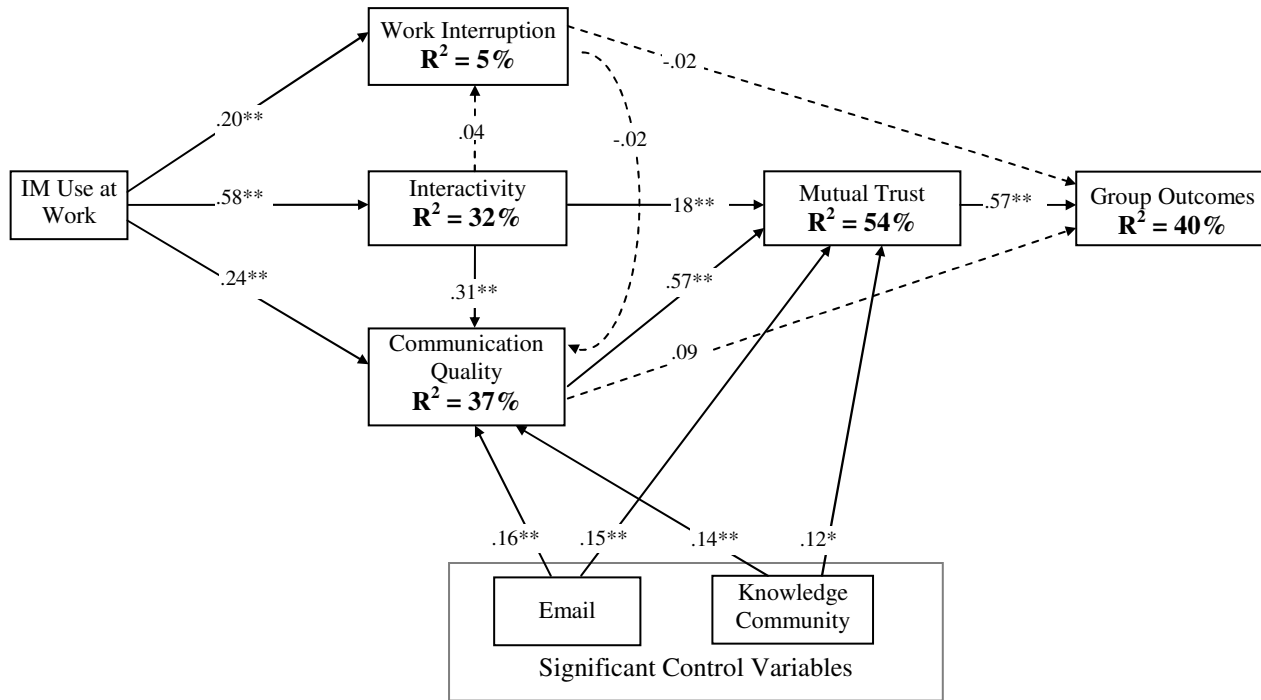 Work Interruption
R² = 5%
-.02
.20**
.04
-.02
IM Use at
Work
.58**
Interactivity
R² = 32%
.18**
Mutual Trust
R² = 54%
.57**
Group Outcomes
R² = 40%
.24**
.31**
.57**
Communication
Quality
R² = 37%
.09
.16**
.15**
.14**
.12*
Email
Knowledge
Community
Significant Control Variables